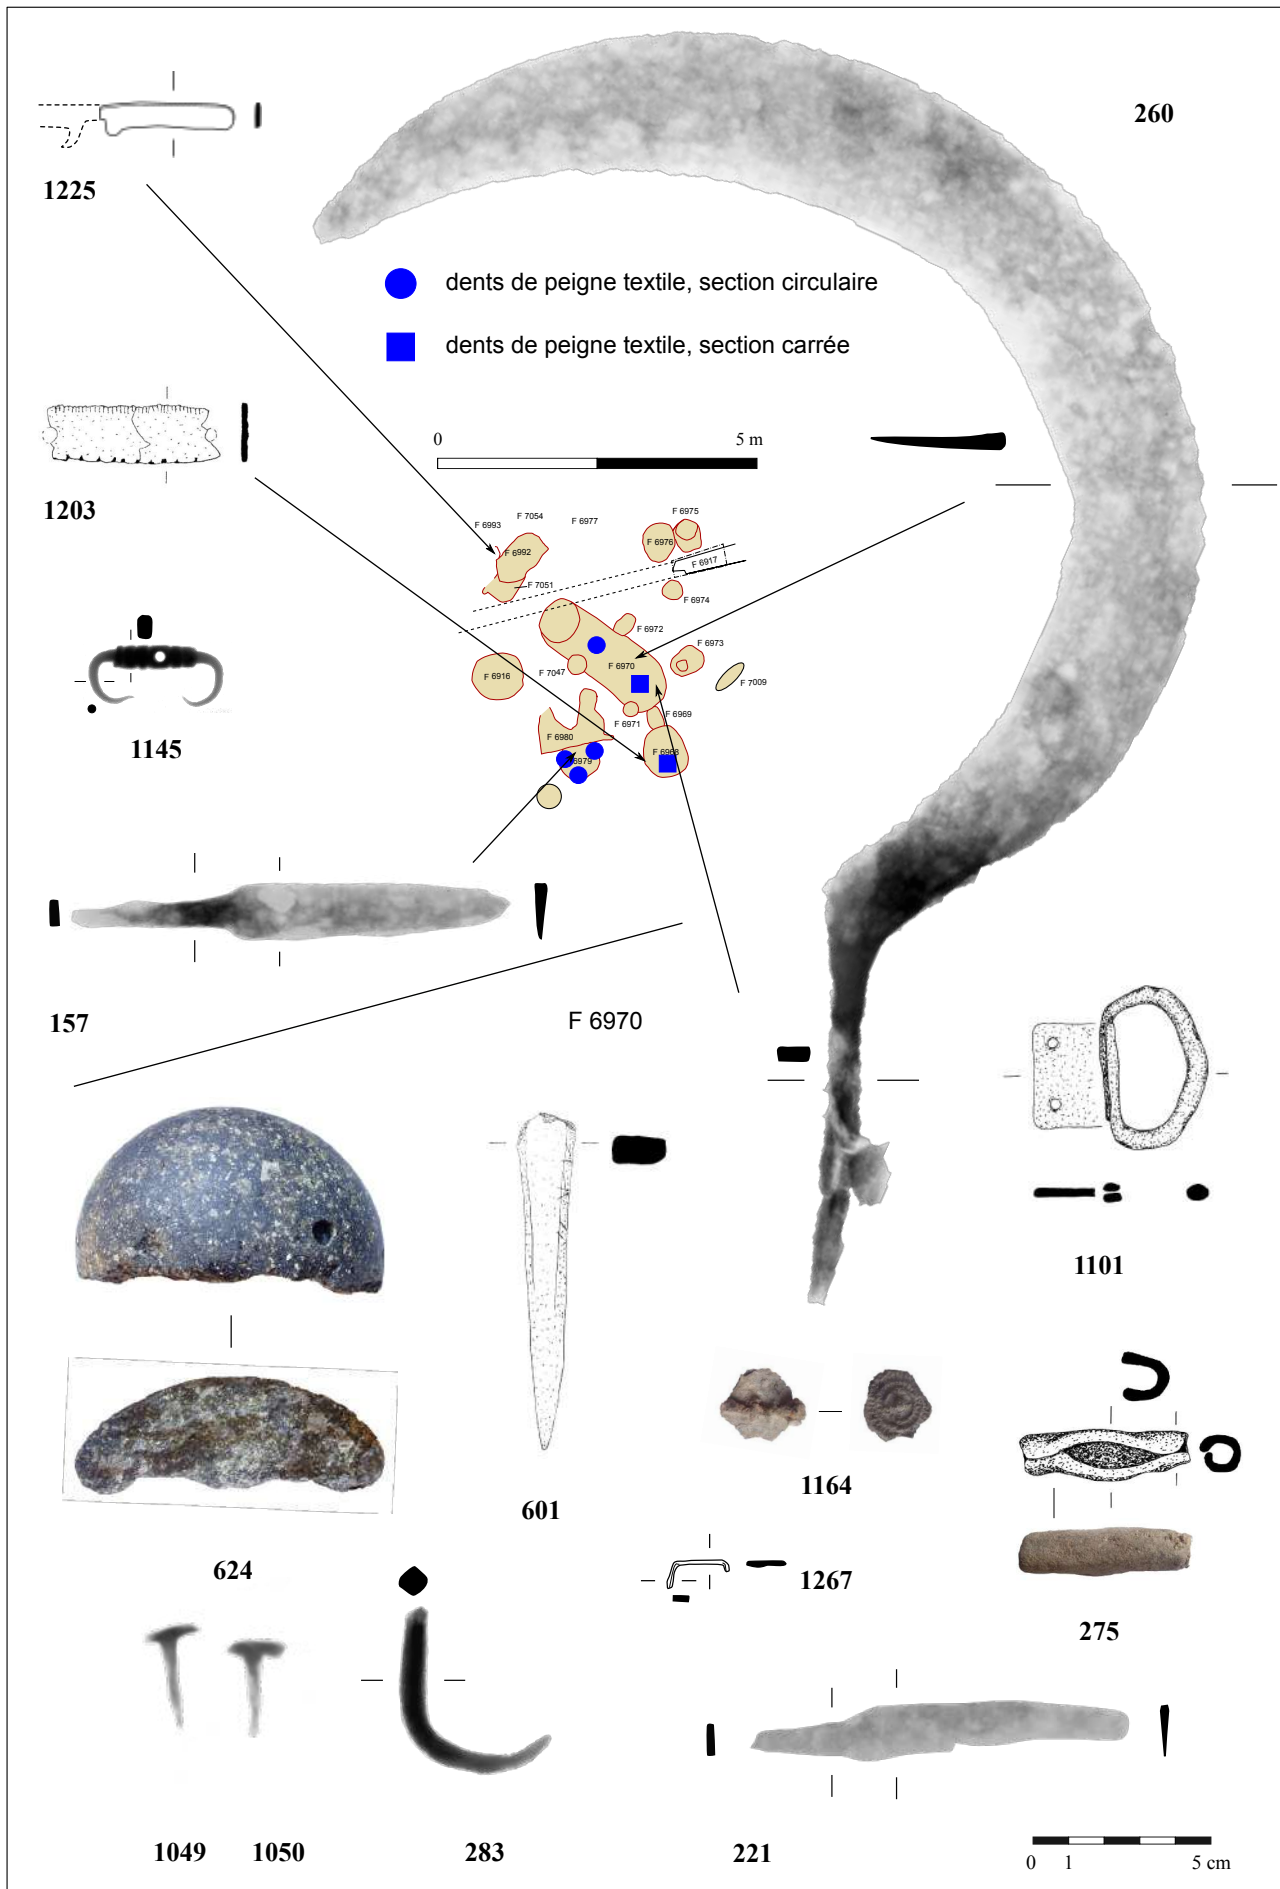 260
1225
dents de peigne textile, section circulaire
dents de peigne textile, section carrée
0 5 m
1203
F 6993
F 7054
F 6977
F 6975
F 6992
F 6976
F 6917
F 7051
F 6974
F 6972
F 6973
F 6970
F 7047
F 6916
F 7009
F 6969
F 6971
F 6980
F 6968
6979
1145
157
F 6970
1101
1164
601
624
1267
275
1049
1050
283
221
0 1 5 cm